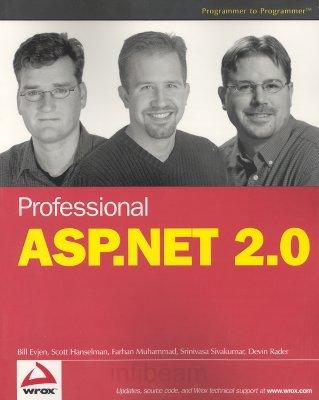 Programmer to Programmer™
Professional
ASP.NET 2.0
Bill Evjen, Scott Hanselman, Farhan Muhammad, Srinivasa Sivakumar, Devin Rader
infibeam
wrox™
Updates, source code, and Wrox technical support at www.wrox.com